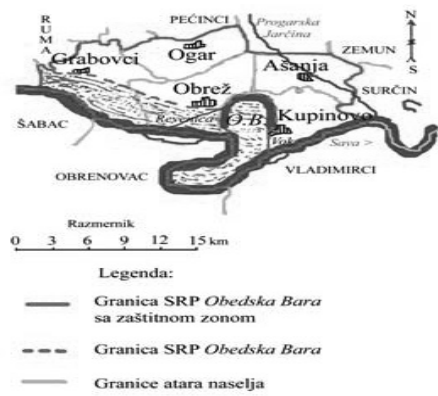 RUMA
PEĆINCI
Progarska
Jarčina
N
S
Grabovci
Ogar
Ašanja
ZEMUN
SURČIN
Obrež
Kupinovo
O.B.
Revenica
Vok
ŠABAC
Sava >
OBRENOVAC
VLADIMIRCI
Razmernik
0 3 6 9 12 15 km
Legenda:
Granica SRP Obedska Bara
sa zaštitnom zonom
Granica SRP Obedska Bara
Granice atara naselja